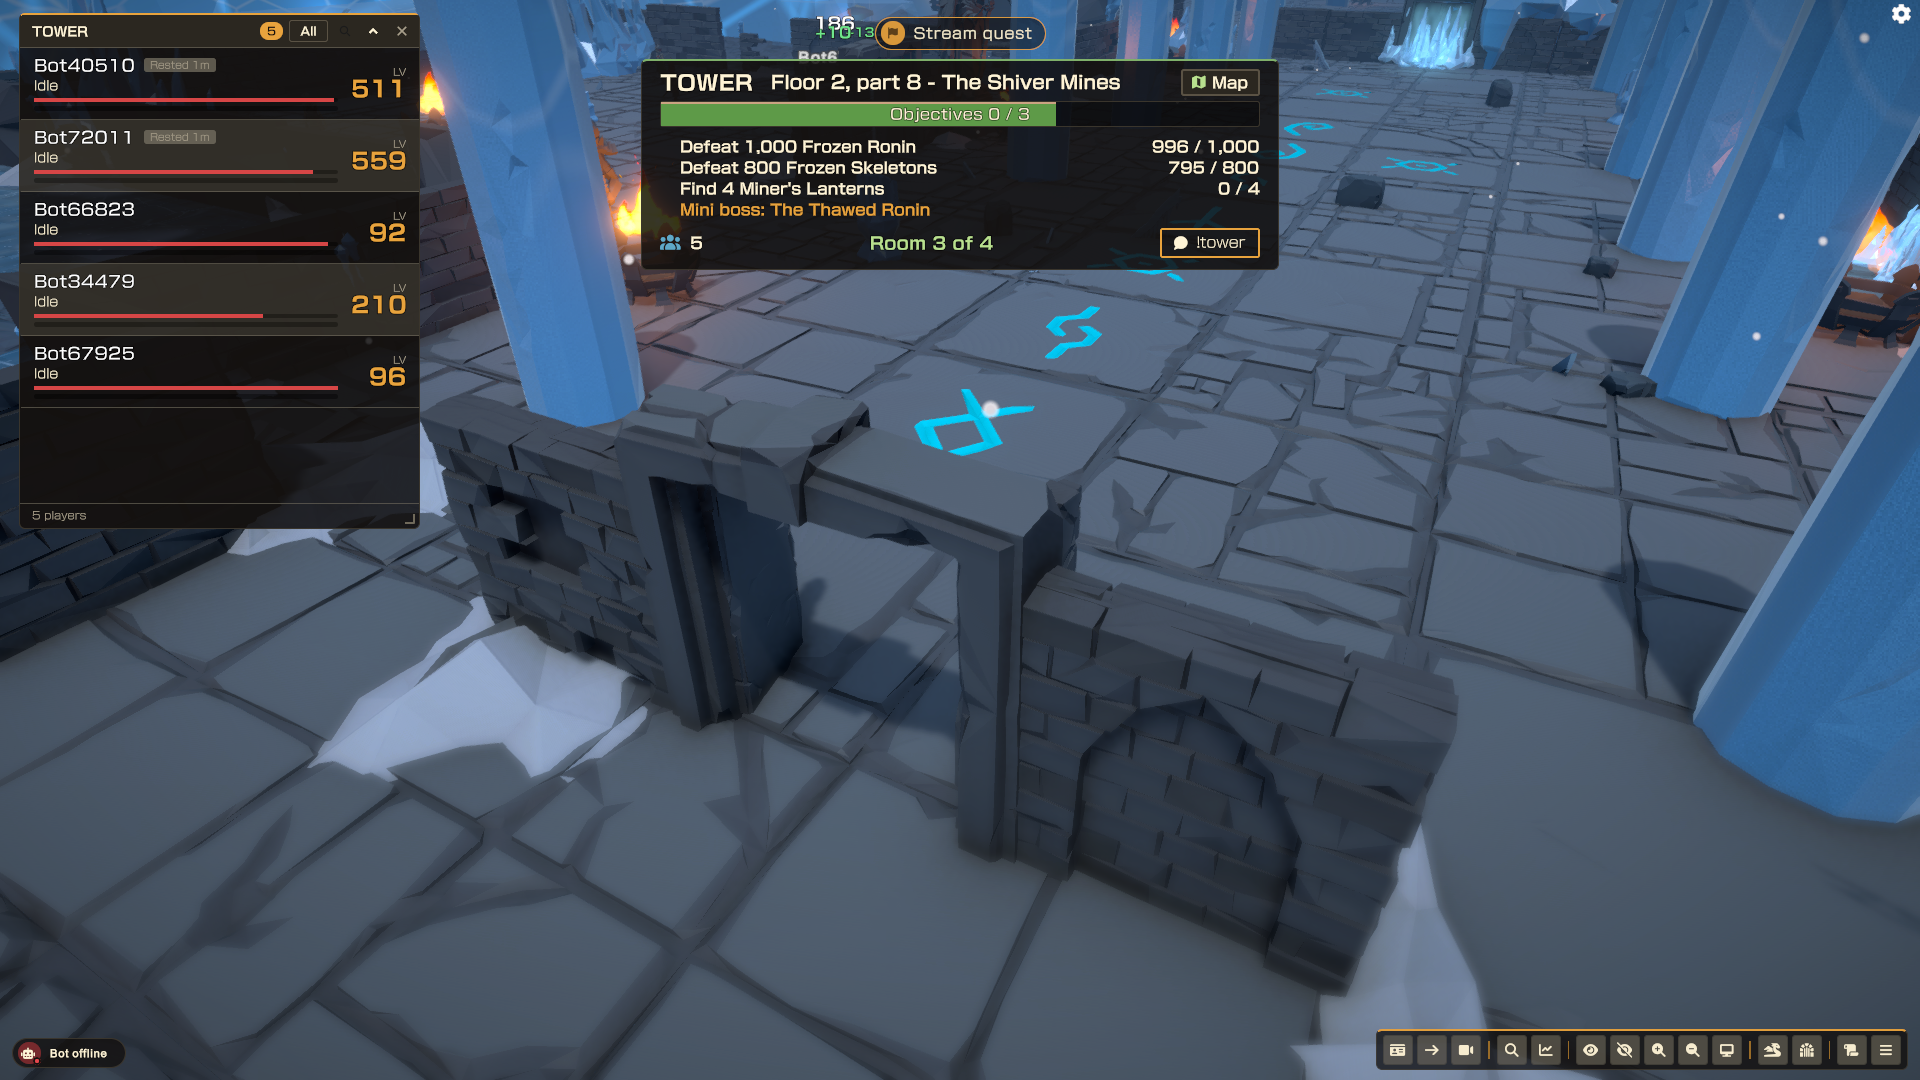 TOWER
5
All
Bot40510 Rested 1m
Idle
LV
511
Bot72011 Rested 1m
Idle
LV
559
Bot66823
Idle
LV
92
Bot34479
Idle
LV
210
Bot67925
Idle
LV
96
5 players
186
Stream quest
TOWER Floor 2, part 8 - The Shiver Mines
Map
Objectives 0 / 3
Defeat 1,000 Frozen Ronin 996 / 1,000
Defeat 800 Frozen Skeletons 795 / 800
Find 4 Miner's Lanterns 0 / 4
Mini boss: The Thawed Ronin
5
Room 3 of 4
!tower
Bot offline